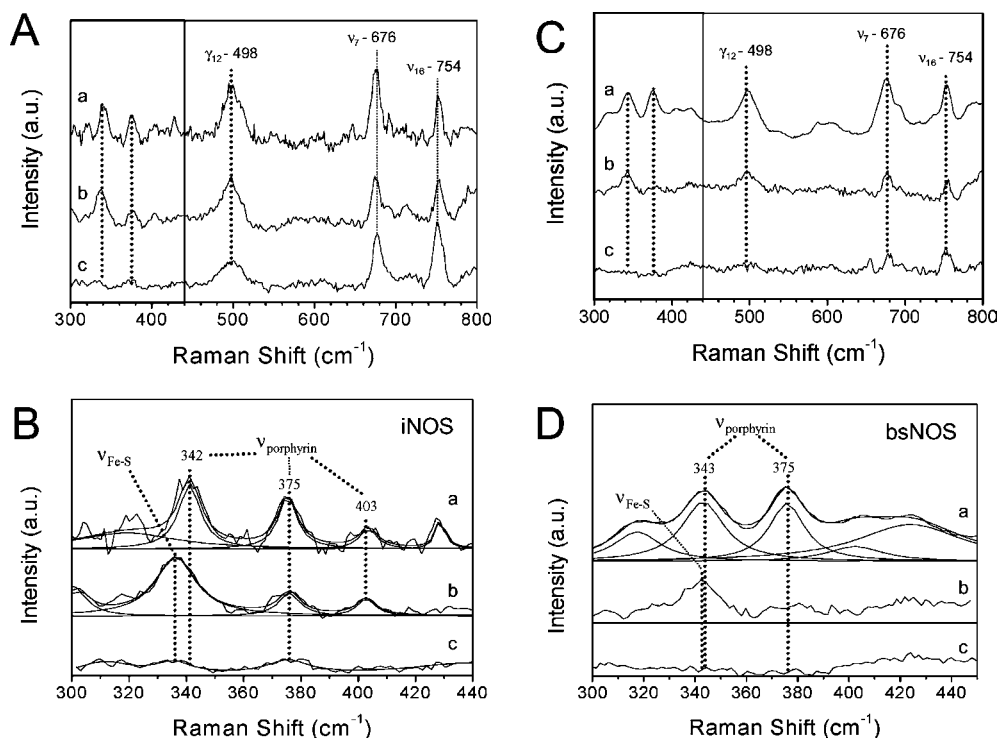 A
γ12 - 498
ν7 - 676
ν16 - 754
a
b
c
Intensity (a.u.)
300 400 500 600 700 800
Raman Shift (cm⁻¹)
C
γ12 - 498
ν7 - 676
ν16 - 754
a
b
c
Intensity (a.u.)
300 400 500 600 700 800
Raman Shift (cm⁻¹)
B
iNOS
νFe-S
342
νporphyrin
375
403
a
b
c
Intensity (a.u.)
300 320 340 360 380 400 420 440
Raman Shift (cm⁻¹)
D
bsNOS
νporphyrin
343
375
νFe-S
a
b
c
Intensity (a.u.)
300 320 340 360 380 400 420 440
Raman Shift (cm⁻¹)